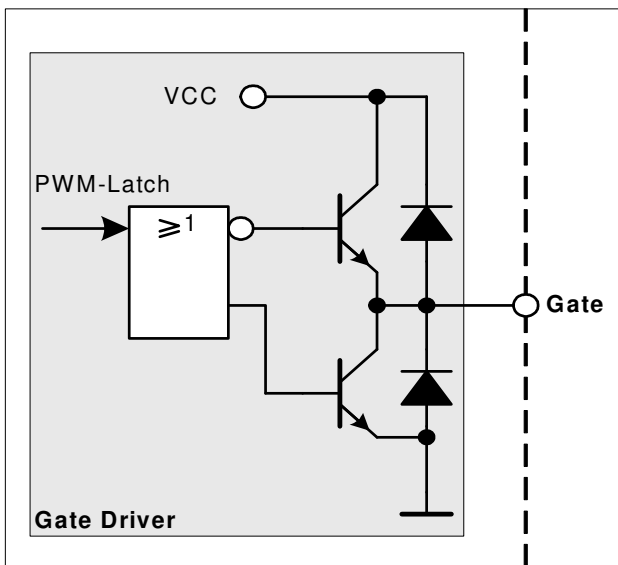 VCC
PWM-Latch
≥1
Gate
Gate Driver